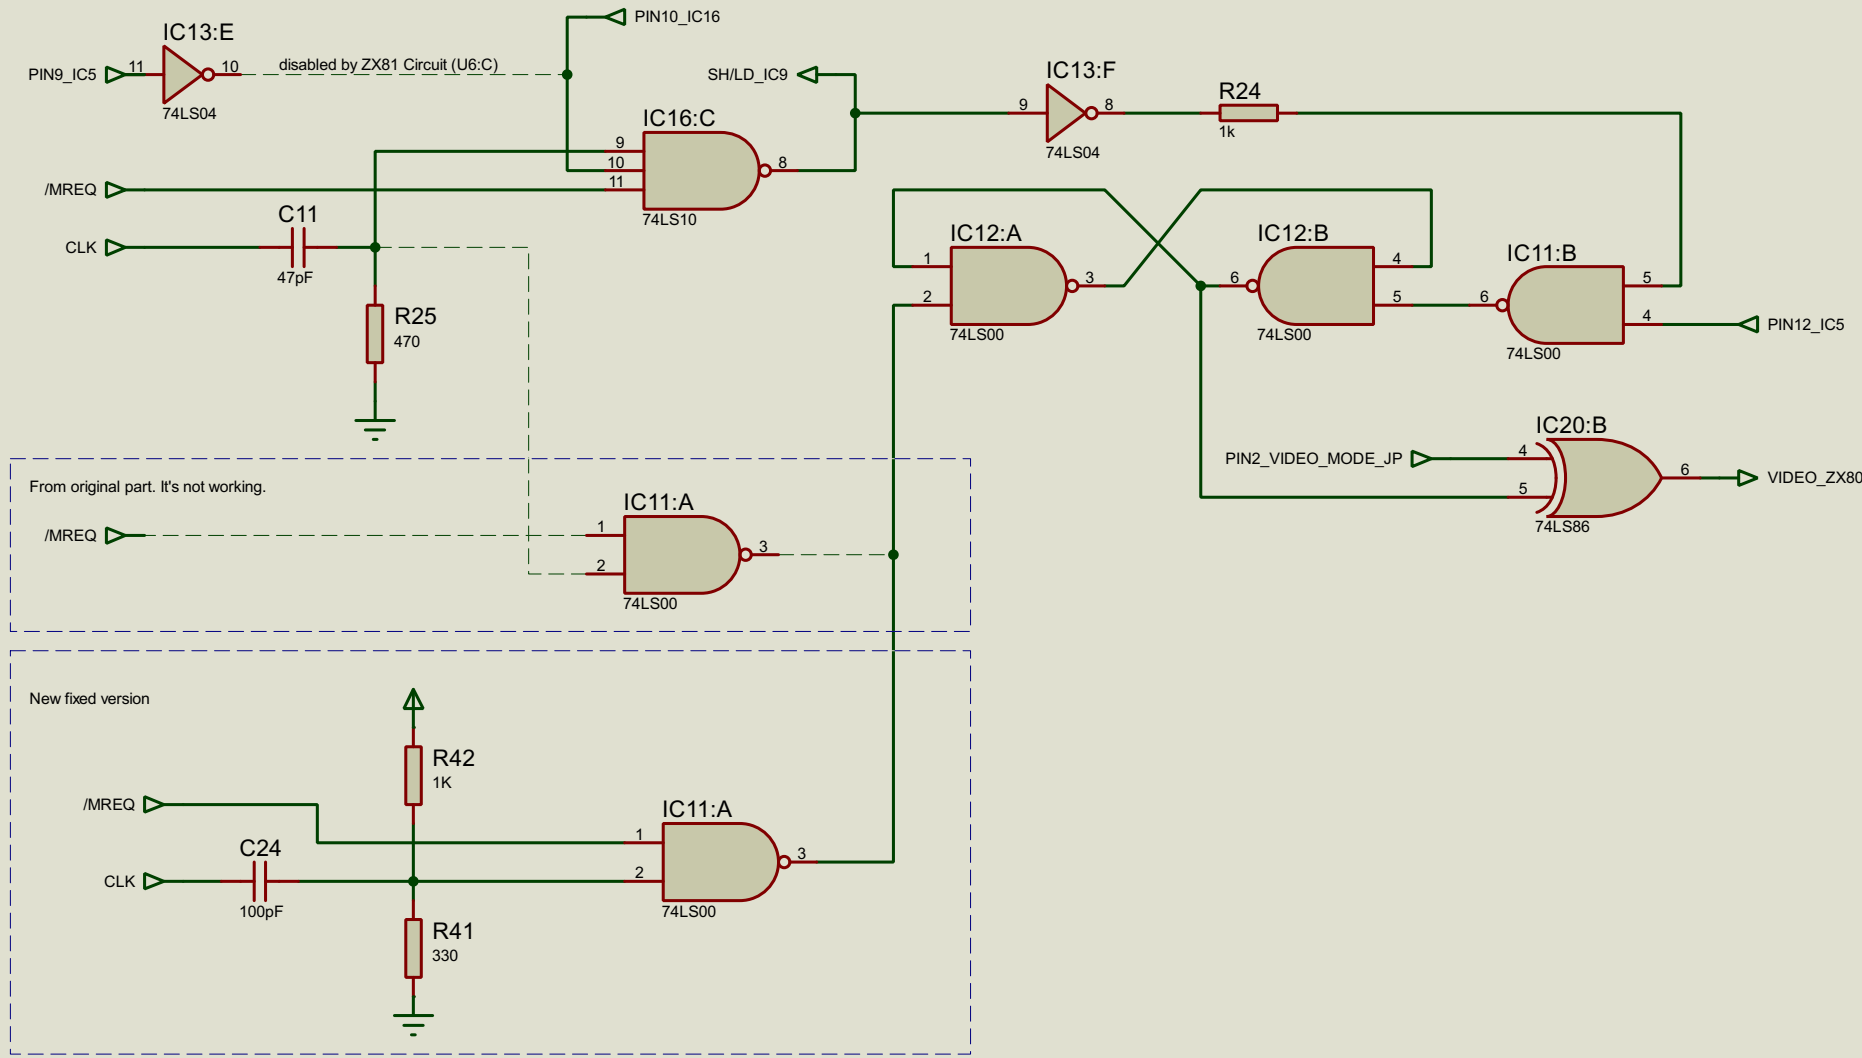 PIN10_IC16
IC13:E
PIN9_IC5
11
10
disabled by ZX81 Circuit (U6:C)
74LS04
SH/LD_IC9
IC13:F
9
8
74LS04
R24
1k
IC16:C
9
10
11
8
74LS10
/MREQ
C11
CLK
47pF
R25
470
IC12:A
1
2
3
74LS00
IC12:B
4
5
6
74LS00
IC11:B
5
4
6
74LS00
PIN12_IC5
IC20:B
PIN2_VIDEO_MODE_JP
4
5
6
VIDEO_ZX80
74LS86
From original part. It's not working.
/MREQ
IC11:A
1
2
3
74LS00
New fixed version
R42
1K
/MREQ
IC11:A
1
2
3
74LS00
C24
CLK
100pF
R41
330